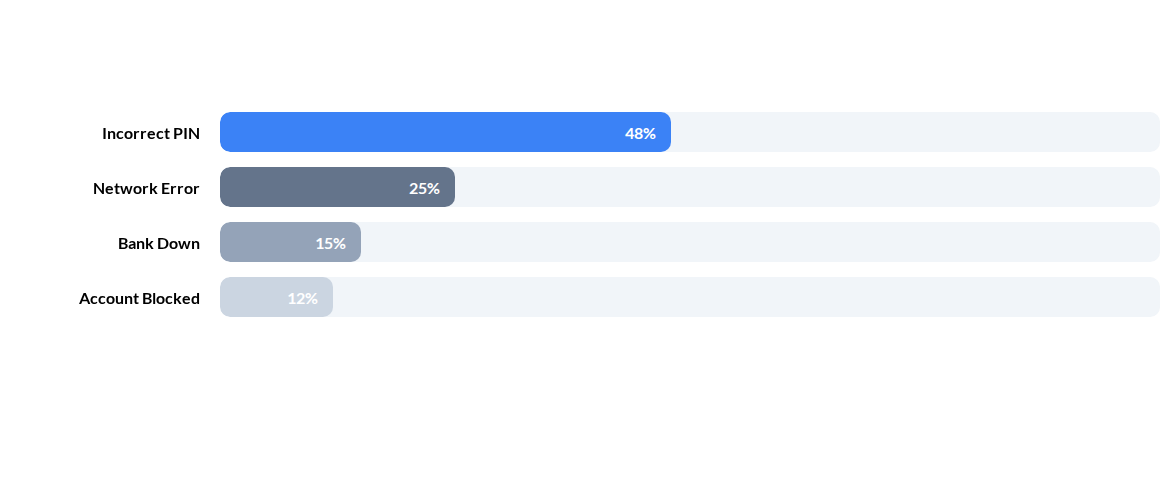 Incorrect PIN 48%
Network Error 25%
Bank Down 15%
Account Blocked 12%